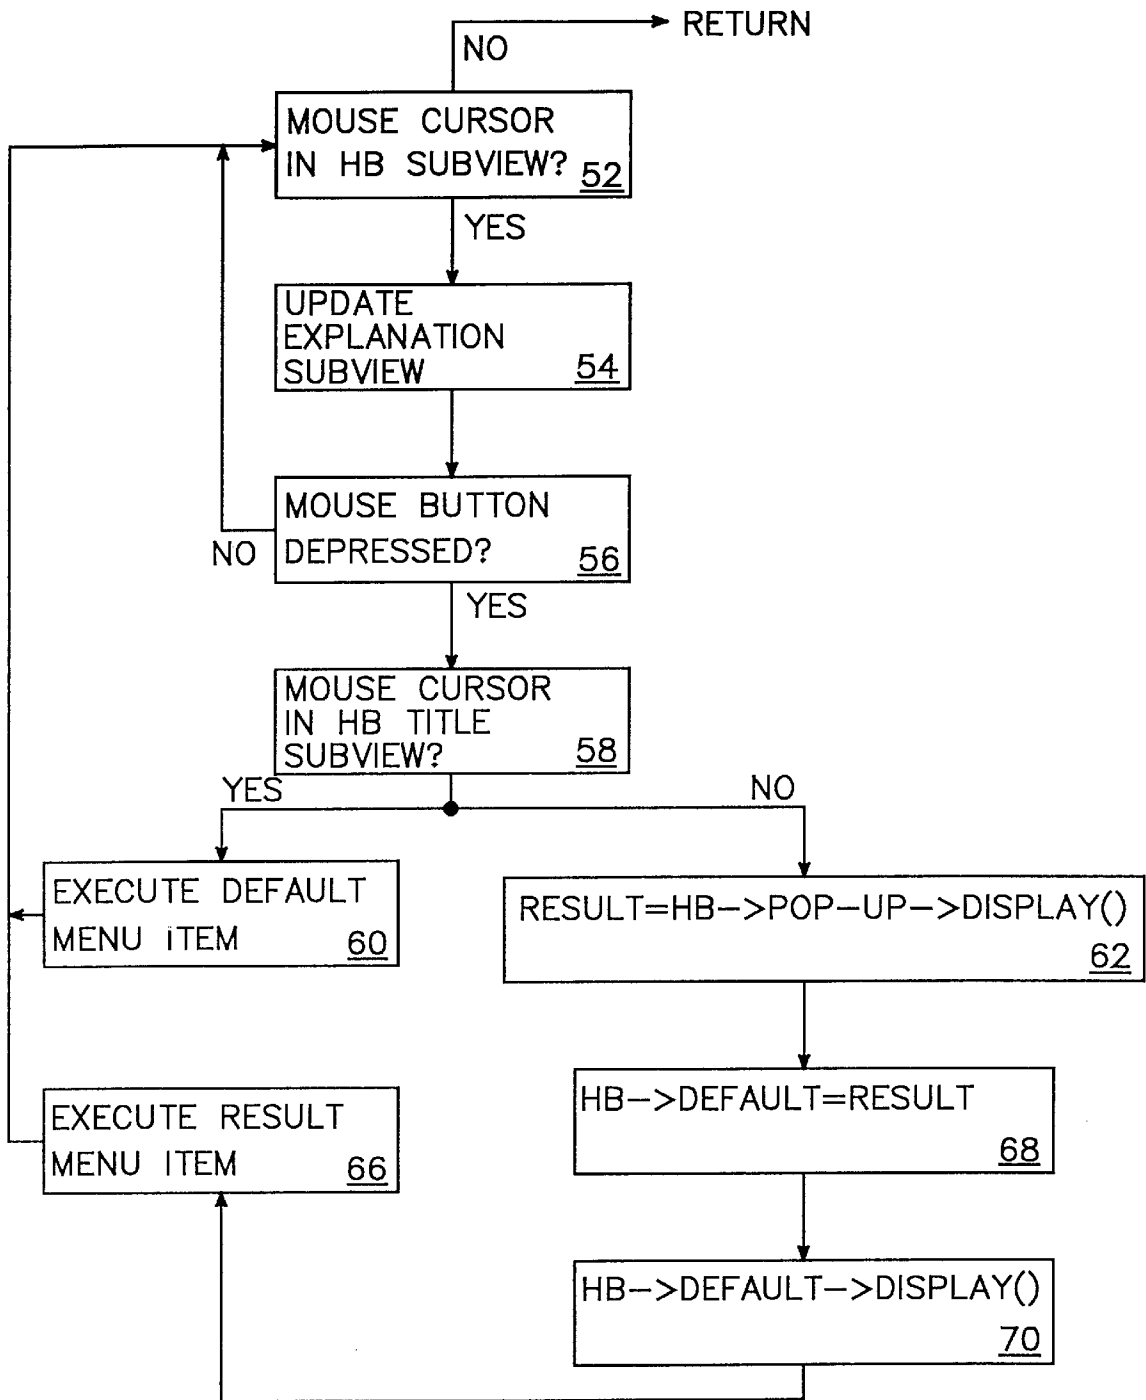 RETURN
NO
MOUSE CURSOR
IN HB SUBVIEW? 52
YES
UPDATE
EXPLANATION
SUBVIEW 54
MOUSE BUTTON
DEPRESSED? 56
NO
YES
MOUSE CURSOR
IN HB TITLE
SUBVIEW? 58
YES
NO
EXECUTE DEFAULT
MENU iTEM 60
RESULT=HB->POP-UP->DISPLAY()
62
EXECUTE RESULT
MENU ITEM 66
HB->DEFAULT=RESULT
68
HB->DEFAULT->DISPLAY()
70